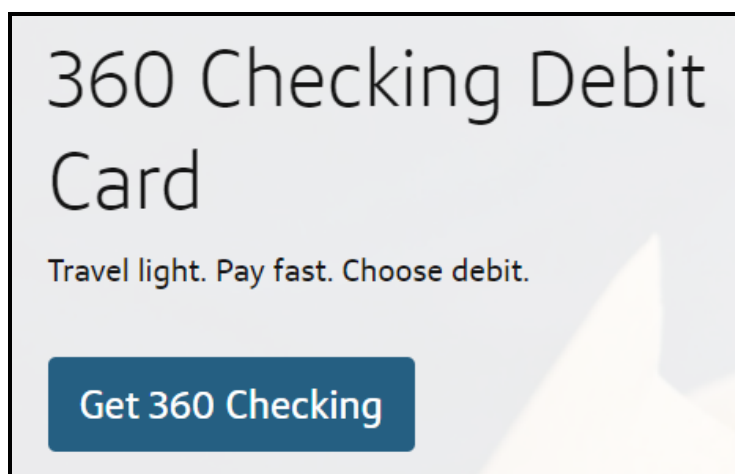 360 Checking Debit
Card
Travel light. Pay fast. Choose debit.
Get 360 Checking